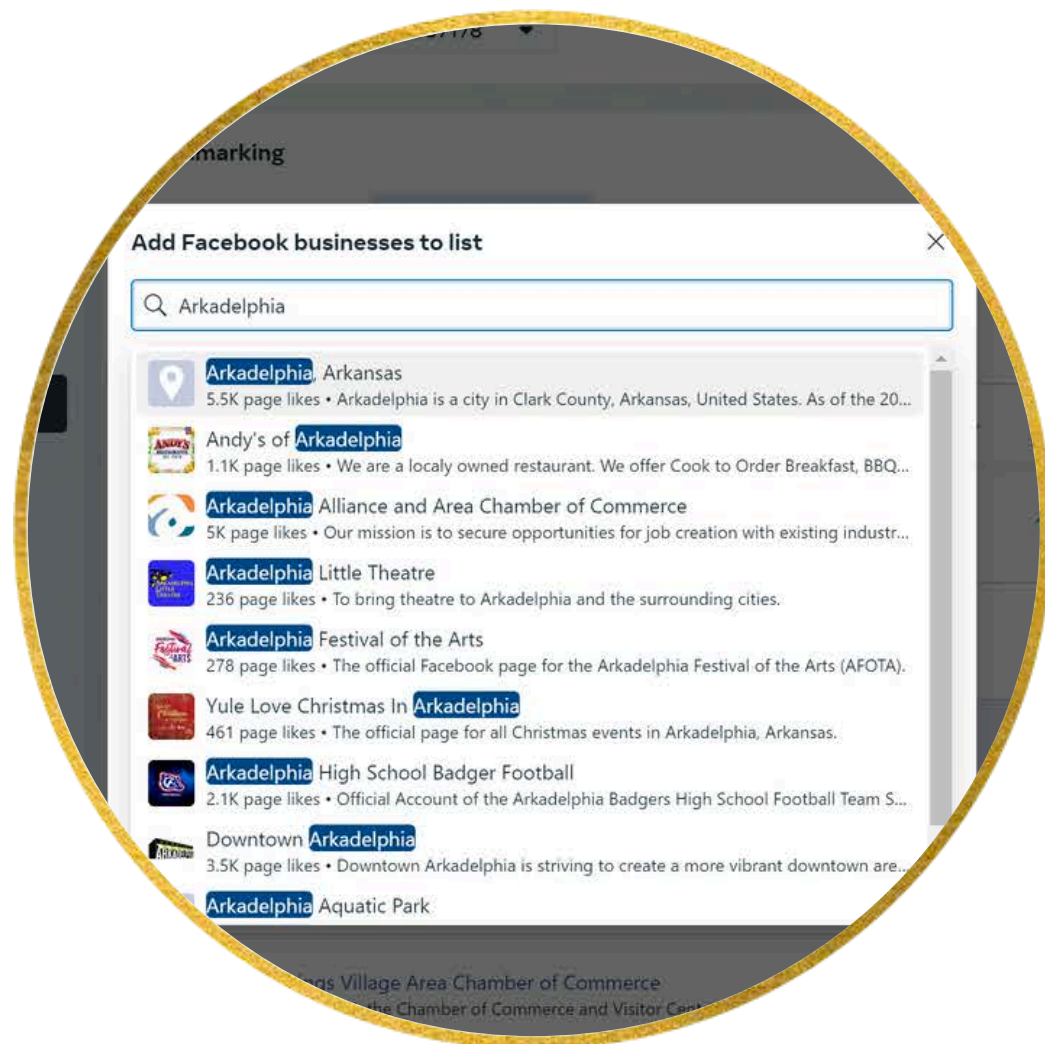 marking
Add Facebook businesses to list
Arkadelphia
Arkadelphia, Arkansas
5.5K page likes • Arkadelphia is a city in Clark County, Arkansas, United States. As of the 20...
Andy's of Arkadelphia
1.1K page likes • We are a localy owned restaurant. We offer Cook to Order Breakfast, BBQ...
Arkadelphia Alliance and Area Chamber of Commerce
5K page likes • Our mission is to secure opportunities for job creation with existing industr...
Arkadelphia Little Theatre
236 page likes • To bring theatre to Arkadelphia and the surrounding cities.
Arkadelphia Festival of the Arts
278 page likes • The official Facebook page for the Arkadelphia Festival of the Arts (AFOTA).
Yule Love Christmas In Arkadelphia
461 page likes • The official page for all Christmas events in Arkadelphia, Arkansas.
Arkadelphia High School Badger Football
2.1K page likes • Official Account of the Arkadelphia Badgers High School Football Team S...
Downtown Arkadelphia
3.5K page likes • Downtown Arkadelphia is striving to create a more vibrant downtown are...
Arkadelphia Aquatic Park
Village Area Chamber of Commerce
the Chamber of Commerce and Visitor